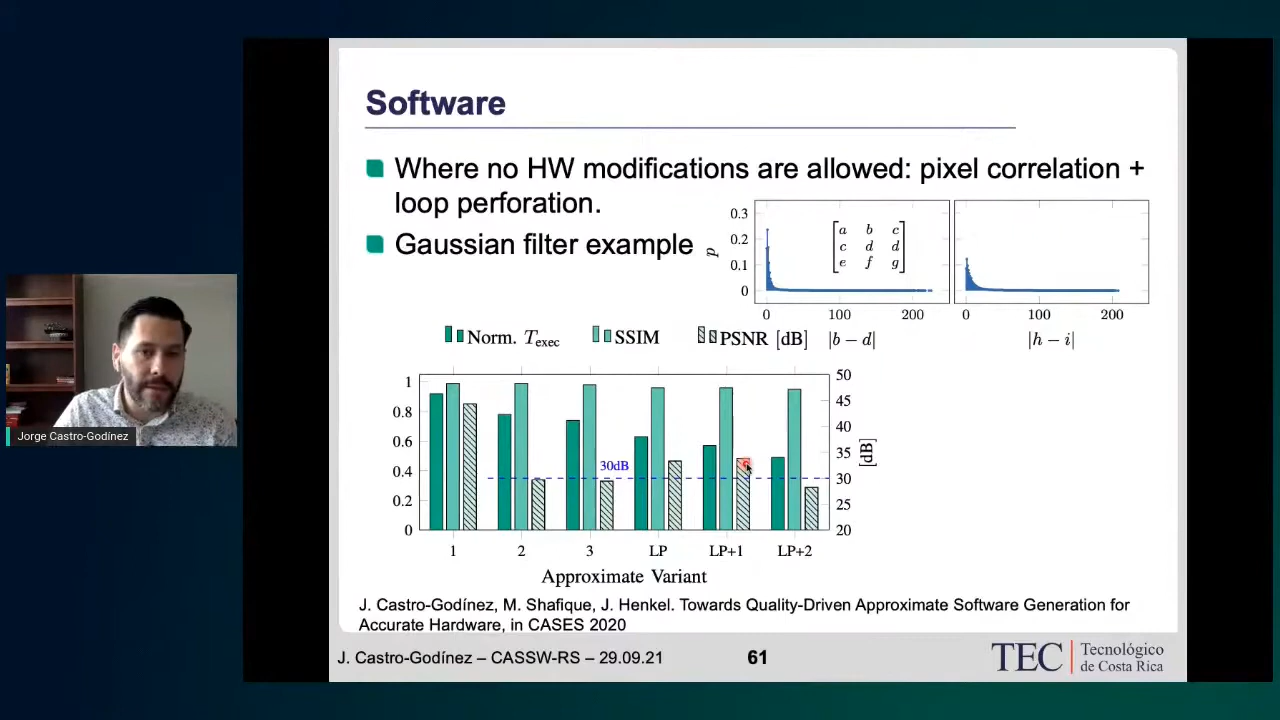 Software
Where no HW modifications are allowed: pixel correlation +
loop perforation.
Gaussian filter example
p
0.3
0.2
0.1
0
a b c
c d d
e f g
0 100 200
|b − d|
0 100 200
|h − i|
Norm. Texec SSIM PSNR [dB]
1
0.8
0.6
0.4
0.2
0
50
45
40
35
30
25
20
[dB]
30dB
1 2 3 LP LP+1 LP+2
Approximate Variant
Jorge Castro-Godínez
J. Castro-Godínez, M. Shafique, J. Henkel. Towards Quality-Driven Approximate Software Generation for
Accurate Hardware, in CASES 2020
J. Castro-Godínez – CASSW-RS – 29.09.21
61
TEC | Tecnológico
de Costa Rica